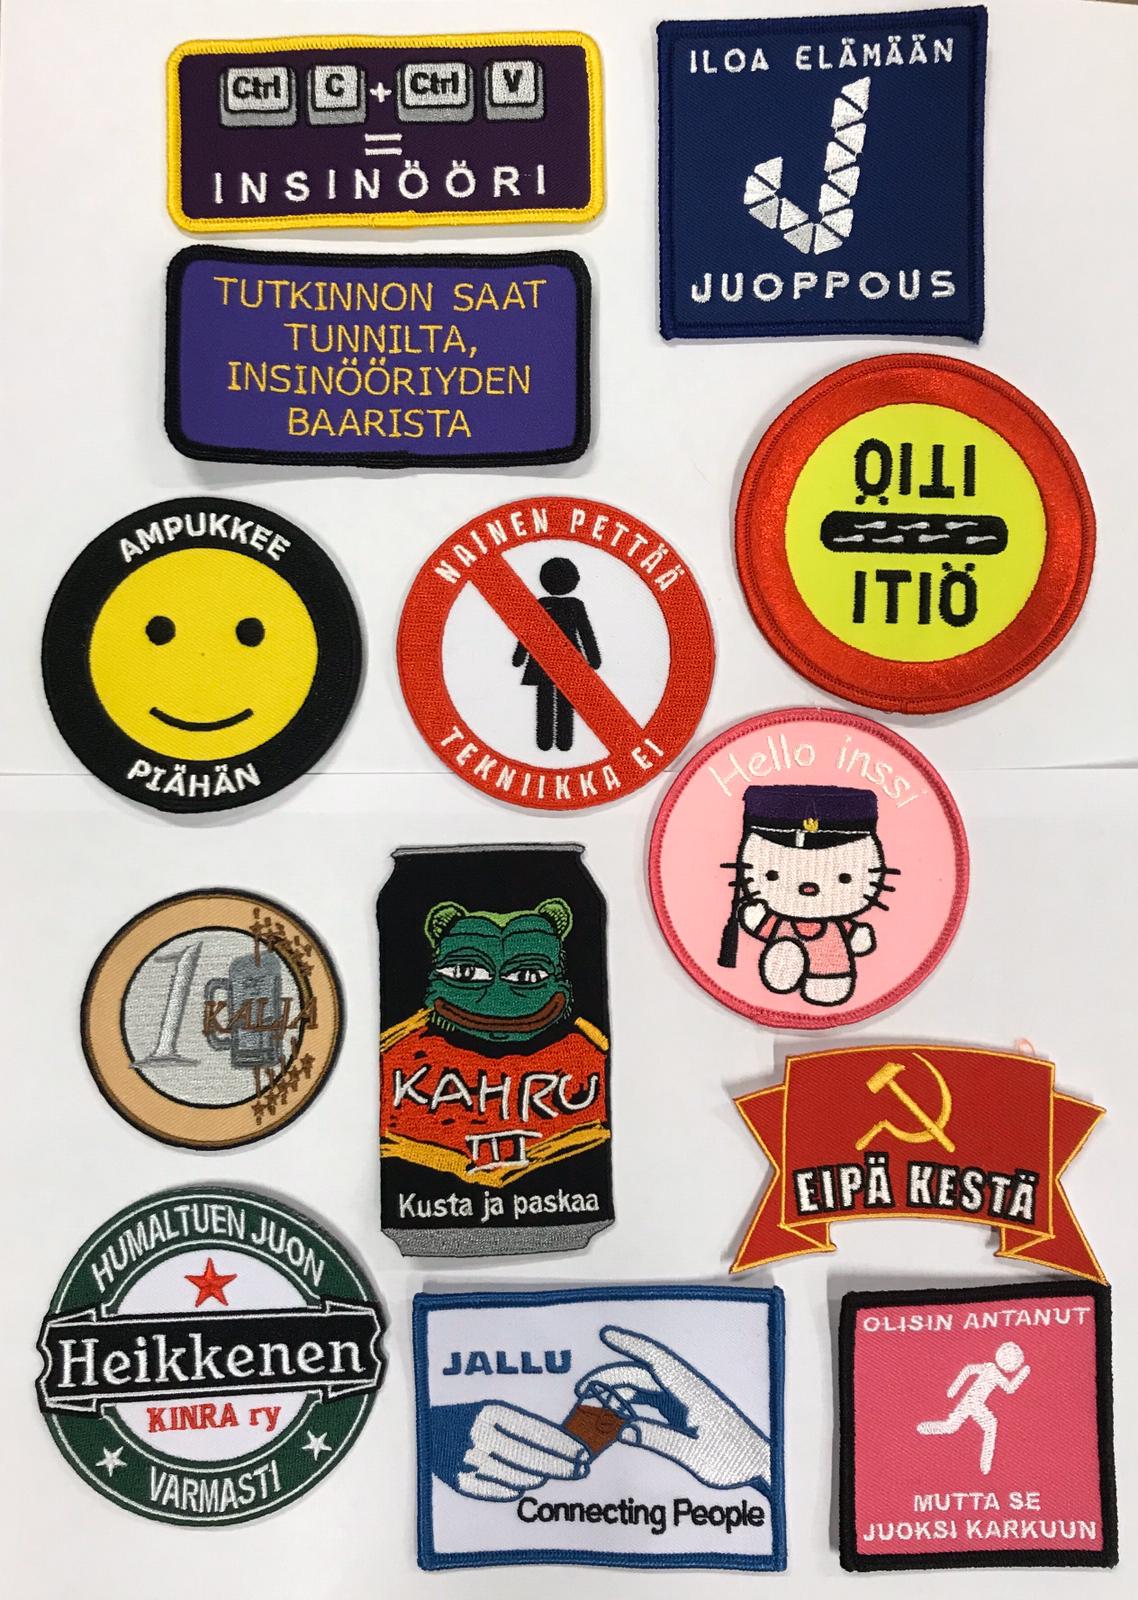 Ctrl C + Ctrl V
=
INSINÖÖRI
ILOA ELÄMÄÄN
J
JUOPPOUS
TUTKINNON SAAT
TUNNILTA,
INSINÖÖRIYDEN
BAARISTA
ITIÖ
ITIÖ
AMPUKKEE
PIÄHÄN
NAINEN PETTÄÄ
TEKNIIKKA EI
Hello inssi
1 KALJA
KAHRU
III
Kusta ja paskaa
EIPÄ KESTÄ
HUMALTUEN JUON
Heikkenen
KINRA ry
VARMASTI
JALLU
Connecting People
OLISIN ANTANUT
MUTTA SE
JUOKSI KARKUUN